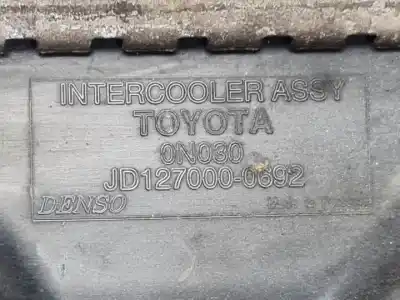 INTERCOOLER ASSY
TOYOTA
0N030
JD127000-0692
DENSO